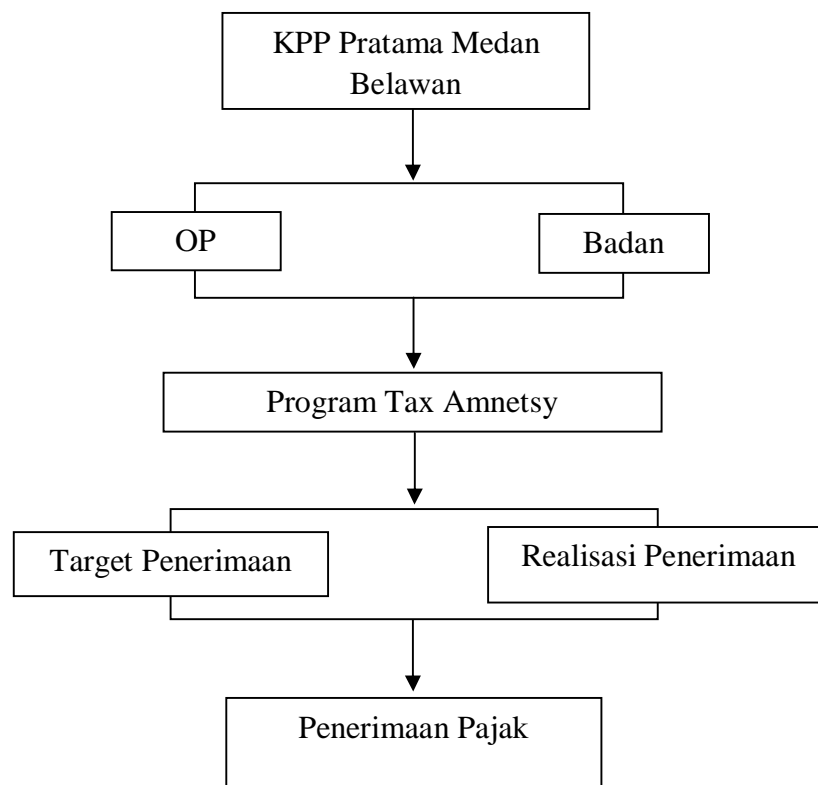 KPP Pratama Medan
Belawan
OP
Badan
Program Tax Amnetsy
Target Penerimaan
Realisasi Penerimaan
Penerimaan Pajak